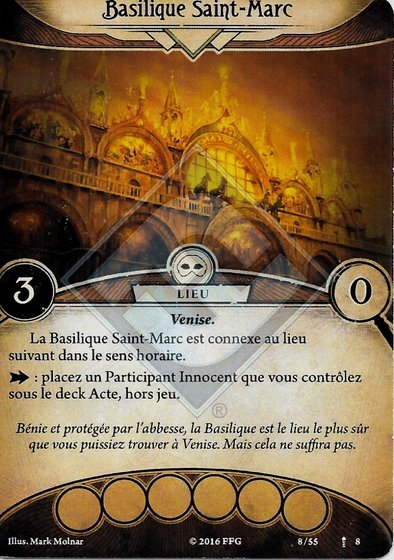 Basilique Saint-Marc
3
LIEU
0
Venise.
La Basilique Saint-Marc est connexe au lieu
suivant dans le sens horaire.
: placez un Participant Innocent que vous contrôlez
sous le deck Acte, hors jeu.
®
Bénie et protégée par l'abbesse, la Basilique est le lieu le plus sûr
que vous puissiez trouver à Venise. Mais cela ne suffira pas.
Illus. Mark Molnar
© 2016 FFG
8/55
8